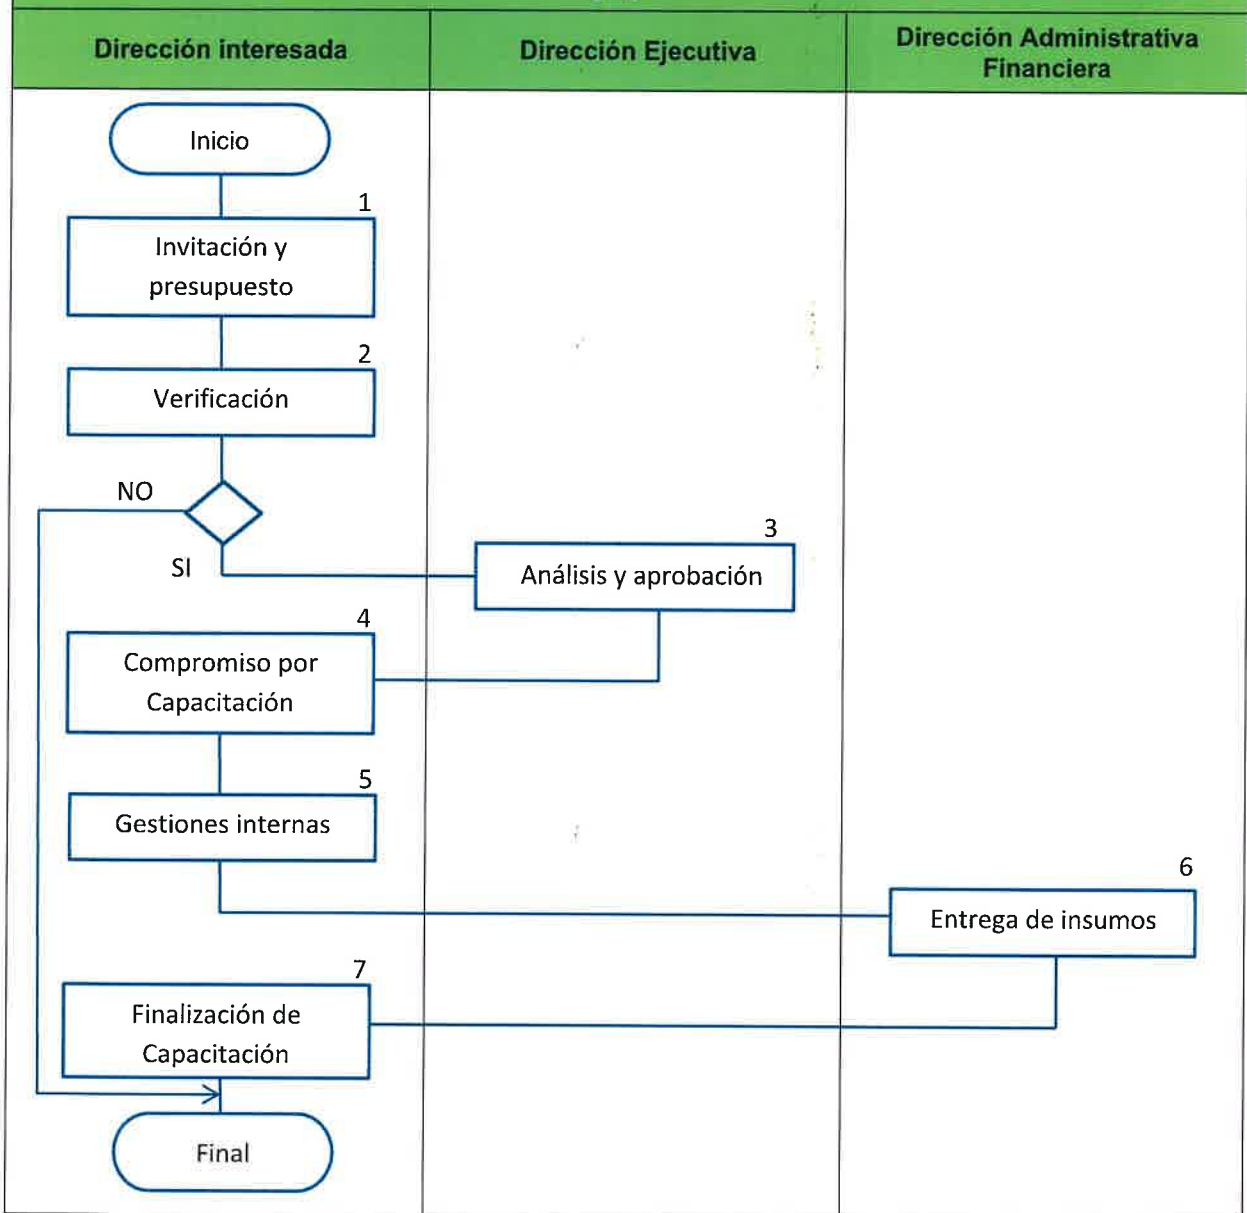 Dirección interesada
Dirección Ejecutiva
Dirección Administrativa
Financiera
Inicio
1
Invitación y
presupuesto
2
Verificación
NO
SI
3
Análisis y aprobación
4
Compromiso por
Capacitación
5
Gestiones internas
6
Entrega de insumos
7
Finalización de
Capacitación
Final